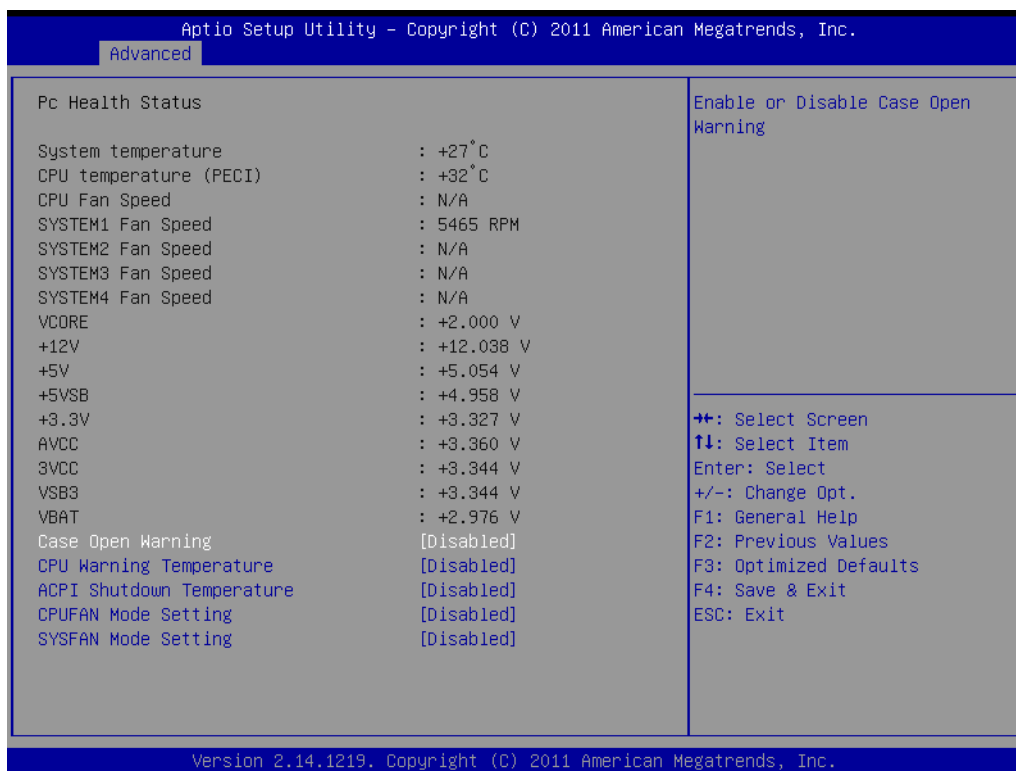 Aptio Setup Utility – Copyright (C) 2011 American Megatrends, Inc.
Advanced
Pc Health Status
System temperature : +27°C
CPU temperature (PECI) : +32°C
CPU Fan Speed : N/A
SYSTEM1 Fan Speed : 5465 RPM
SYSTEM2 Fan Speed : N/A
SYSTEM3 Fan Speed : N/A
SYSTEM4 Fan Speed : N/A
VCORE : +2.000 V
+12V : +12.038 V
+5V : +5.054 V
+5VSB : +4.958 V
+3.3V : +3.327 V
AVCC : +3.360 V
3VCC : +3.344 V
VSB3 : +3.344 V
VBAT : +2.976 V
Case Open Warning [Disabled]
CPU Warning Temperature [Disabled]
ACPI Shutdown Temperature [Disabled]
CPUFAN Mode Setting [Disabled]
SYSFAN Mode Setting [Disabled]
Enable or Disable Case Open
Warning
→←: Select Screen
↑↓: Select Item
Enter: Select
+/-: Change Opt.
F1: General Help
F2: Previous Values
F3: Optimized Defaults
F4: Save & Exit
ESC: Exit
Version 2.14.1219. Copyright (C) 2011 American Megatrends, Inc.